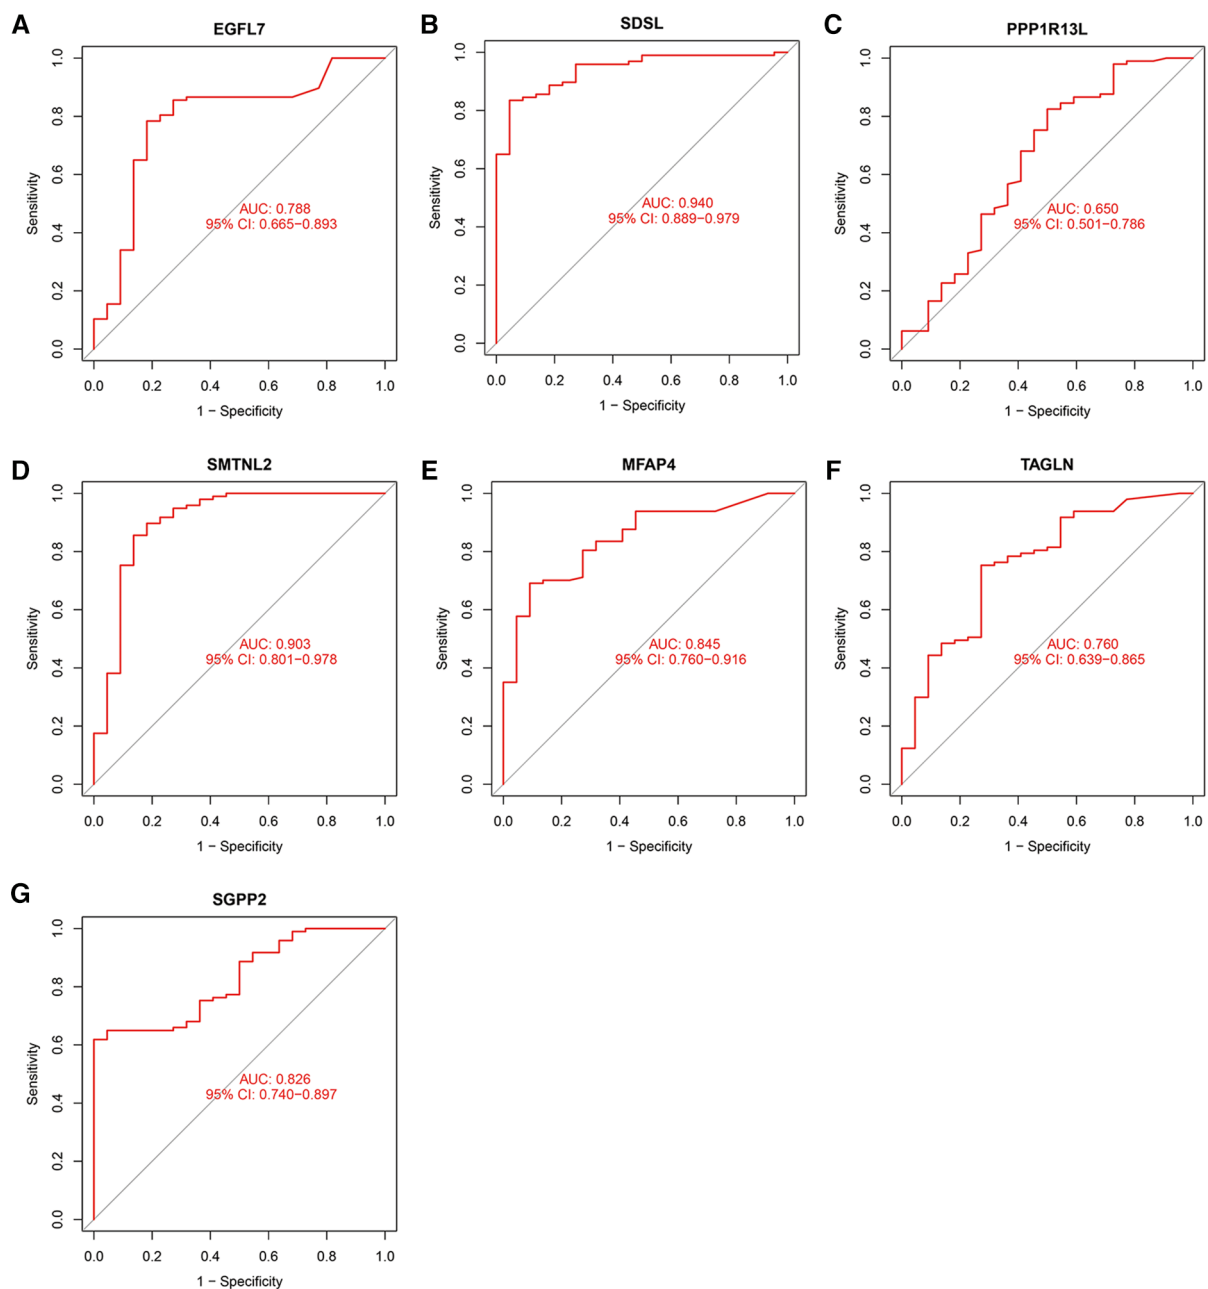 A
EGFL7
1.0
0.8
0.6
0.4
0.2
0.0
Sensitivity
AUC: 0.788
95% CI: 0.665−0.893
0.0 0.2 0.4 0.6 0.8 1.0
1 − Specificity
B
SDSL
1.0
0.8
0.6
0.4
0.2
0.0
Sensitivity
AUC: 0.940
95% CI: 0.889−0.979
0.0 0.2 0.4 0.6 0.8 1.0
1 − Specificity
C
PPP1R13L
1.0
0.8
0.6
0.4
0.2
0.0
Sensitivity
AUC: 0.650
95% CI: 0.501−0.786
0.0 0.2 0.4 0.6 0.8 1.0
1 − Specificity
D
SMTNL2
1.0
0.8
0.6
0.4
0.2
0.0
Sensitivity
AUC: 0.903
95% CI: 0.801−0.978
0.0 0.2 0.4 0.6 0.8 1.0
1 − Specificity
E
MFAP4
1.0
0.8
0.6
0.4
0.2
0.0
Sensitivity
AUC: 0.845
95% CI: 0.760−0.916
0.0 0.2 0.4 0.6 0.8 1.0
1 − Specificity
F
TAGLN
1.0
0.8
0.6
0.4
0.2
0.0
Sensitivity
AUC: 0.760
95% CI: 0.639−0.865
0.0 0.2 0.4 0.6 0.8 1.0
1 − Specificity
G
SGPP2
1.0
0.8
0.6
0.4
0.2
0.0
Sensitivity
AUC: 0.826
95% CI: 0.740−0.897
0.0 0.2 0.4 0.6 0.8 1.0
1 − Specificity